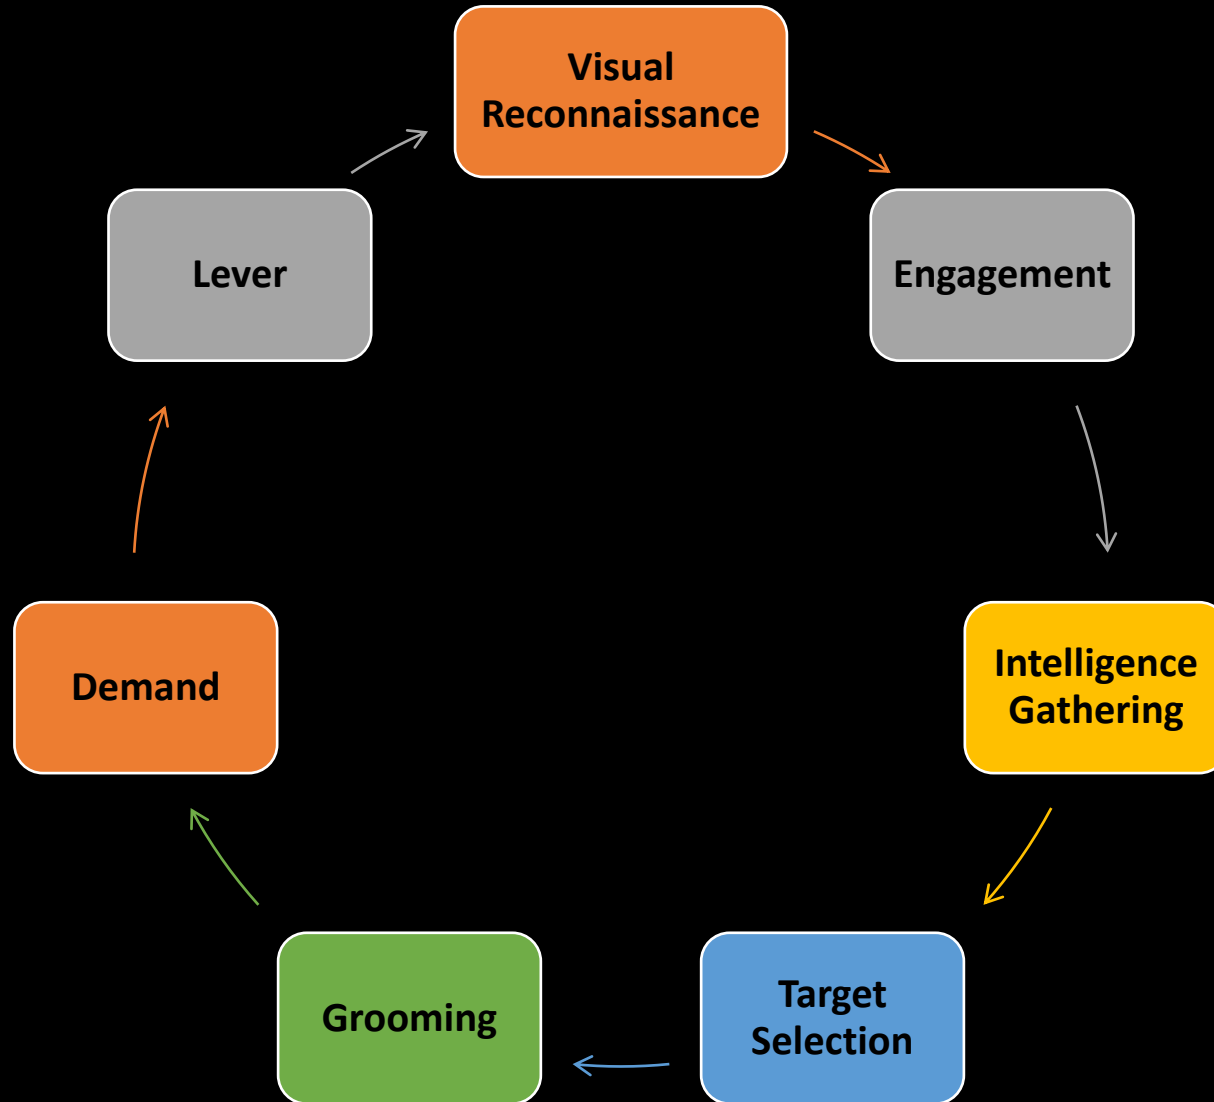 Visual
Reconnaissance
Engagement
Intelligence
Gathering
Target
Selection
Grooming
Demand
Lever